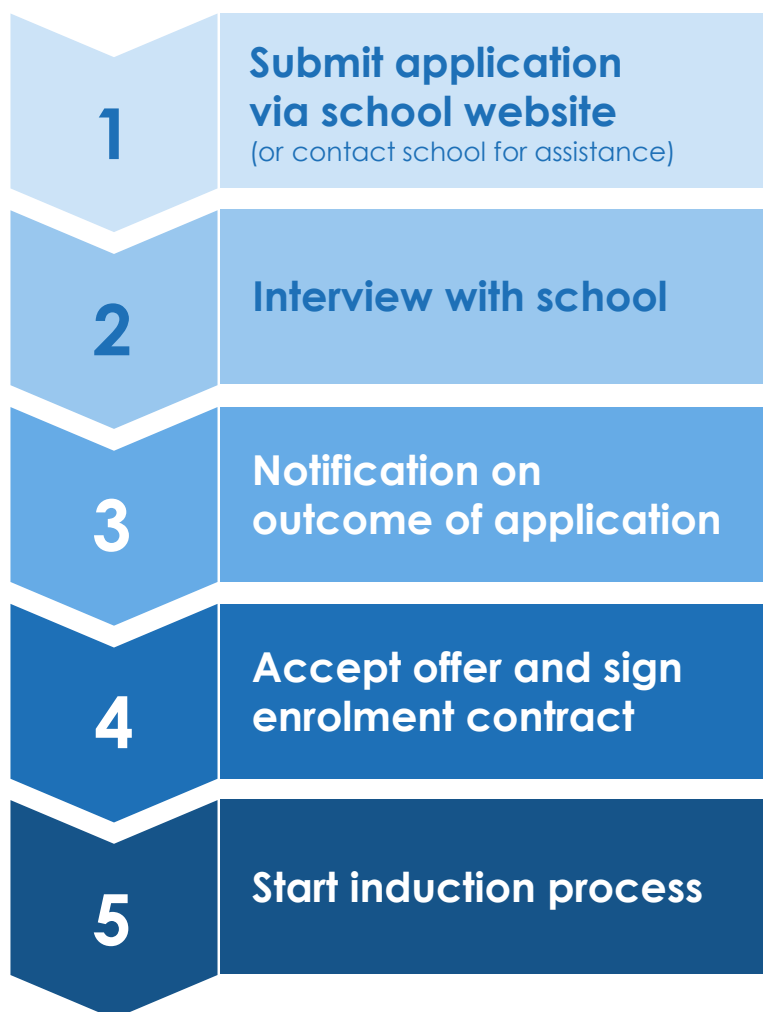 1
Submit application
via school website
(or contact school for assistance)
2
Interview with school
3
Notification on
outcome of application
4
Accept offer and sign
enrolment contract
5
Start induction process